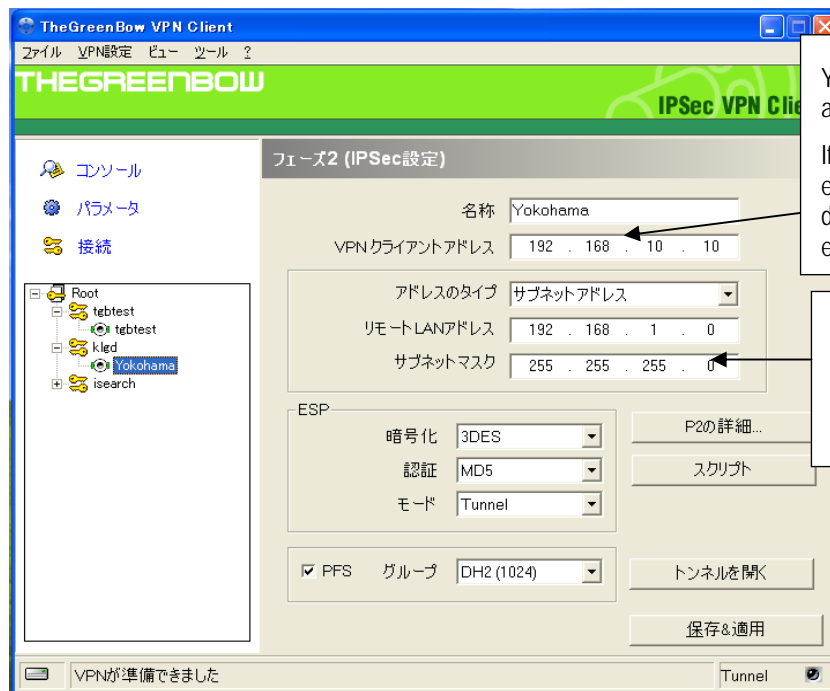 TheGreenBow VPN Client
ファイル VPN設定 ビュー ツール ?
THEGREENBOW
IPSec VPN Clie
コンソール
パラメータ
接続
Root
tgbtest
tgbtest
klgd
Yokohama
isearch
フェーズ2 (IPSec設定)
名称 Yokohama
VPNクライアントアドレス 192 . 168 . 10 . 10
アドレスのタイプ サブネットアドレス
リモートLANアドレス 192 . 168 . 1 . 0
サブネットマスク 255 . 255 . 255 . 0
ESP
暗号化 3DES
認証 MD5
モード Tunnel
P2の詳細...
スクリプト
PFS グループ DH2 (1024)
トンネルを開く
保存&適用
VPNが準備できました
Tunnel
Y
a
If
e
d
e